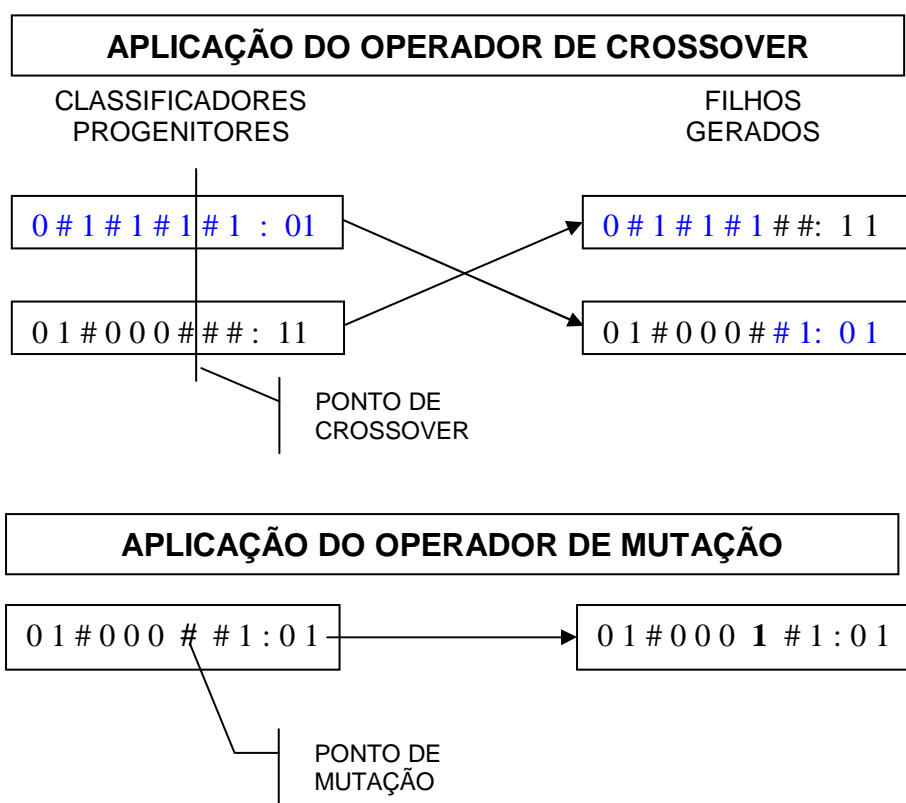 APLICAÇÃO DO OPERADOR DE CROSSOVER
CLASSIFICADORES
PROGENITORES
FILHOS
GERADOS
0 # 1 # 1 # 1 # 1 : 01
0 # 1 # 1 # 1 # #: 1 1
0 1 # 0 0 0 # # # : 11
0 1 # 0 0 0 # # 1: 0 1
PONTO DE
CROSSOVER
APLICAÇÃO DO OPERADOR DE MUTAÇÃO
0 1 # 0 0 0 # # 1 : 0 1
0 1 # 0 0 0 1 # 1 : 0 1
PONTO DE
MUTAÇÃO